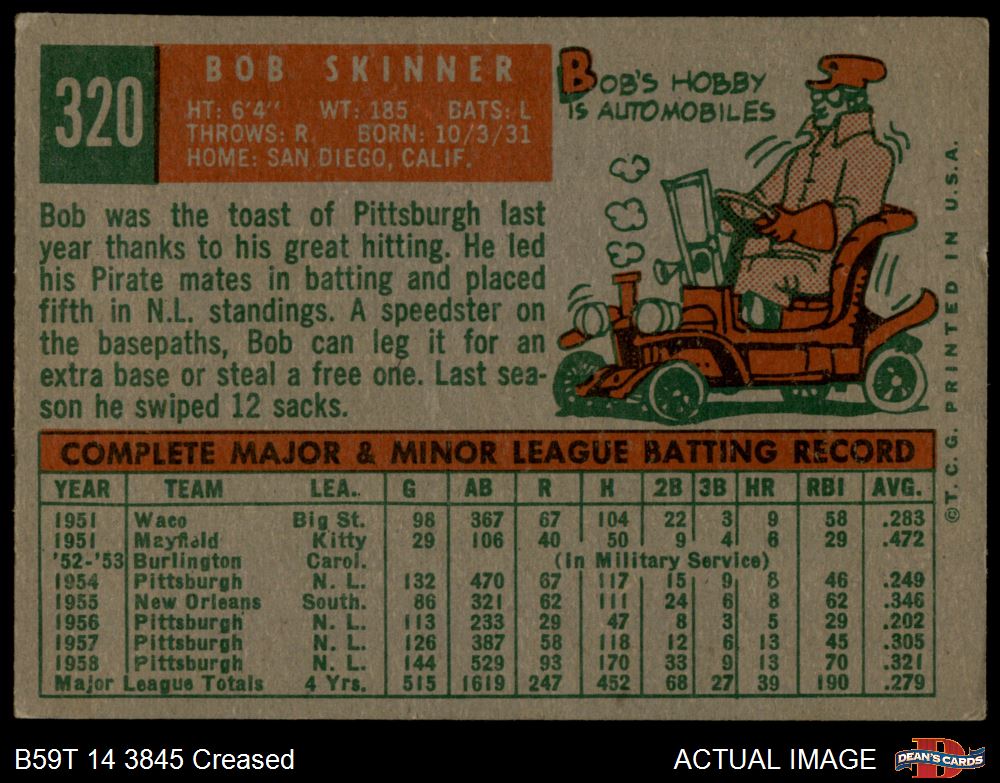 320
BOB SKINNER
HT: 6'4" WT: 185 BATS: L
THROWS: R. BORN: 10/3/31
HOME: SAN DIEGO, CALIF.
BOB'S HOBBY
IS AUTOMOBILES
Bob was the toast of Pittsburgh last
year thanks to his great hitting. He led
his Pirate mates in batting and placed
fifth in N.L. standings. A speedster on
the basepaths, Bob can leg it for an
extra base or steal a free one. Last sea-
son he swiped 12 sacks.
COMPLETE MAJOR & MINOR LEAGUE BATTING RECORD
YEAR TEAM LEA. G AB R H 2B 3B HR RBI AVG.
1951 Waco Big St. 98 367 67 104 22 3 9 58 .283
1951 Mayfield Kitty 29 106 40 50 9 4 6 29 .472
'52-'53 Burlington Carol. (In Military Service)
1954 Pittsburgh N. L. 132 470 67 117 15 9 8 46 .249
1955 New Orleans South. 86 321 62 111 24 6 8 62 .346
1956 Pittsburgh N. L. 113 233 29 47 8 3 5 29 .202
1957 Pittsburgh N. L. 126 387 58 118 12 6 13 45 .305
1958 Pittsburgh N. L. 144 529 93 170 33 9 13 70 .321
Major League Totals 4 Yrs. 515 1619 247 452 68 27 39 190 .279
©T. C. G. PRINTED IN U.S.A.
B59T 14 3845 Creased
ACTUAL IMAGE
D
DEAN'S CARDS